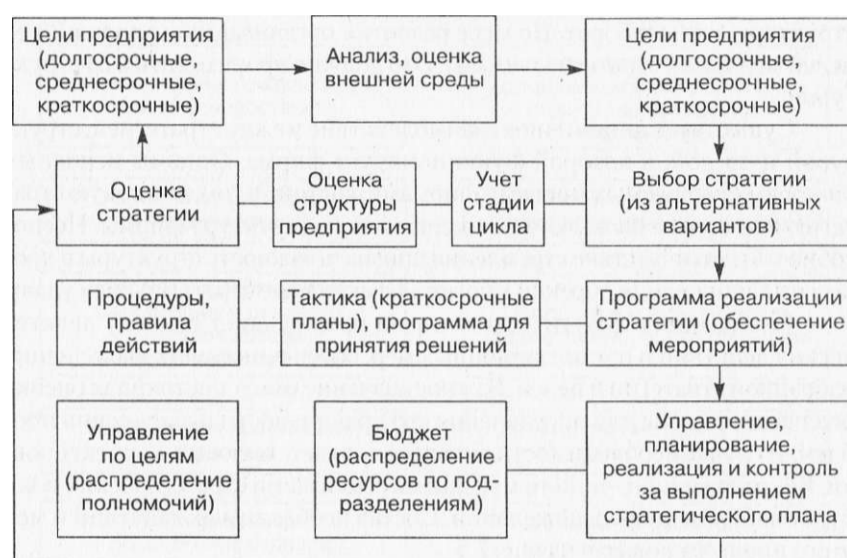 Цели предприятия
(долгосрочные,
среднесрочные,
краткосрочные)
Анализ, оценка
внешней среды
Цели предприятия
(долгосрочные,
среднесрочные,
краткосрочные)
Оценка
стратегии
Оценка
структуры
предприятия
Учет
стадии
цикла
Выбор стратегии
(из альтернативных
вариантов)
Процедуры,
правила
действий
Тактика (краткосрочные
планы), программа для
принятия решений
Программа реализации
стратегии (обеспечение
мероприятий)
Управление
по целям
(распределение
полномочий)
Бюджет
(распределение
ресурсов по под-
разделениям)
Управление,
планирование,
реализация и контроль
за выполнением
стратегического плана